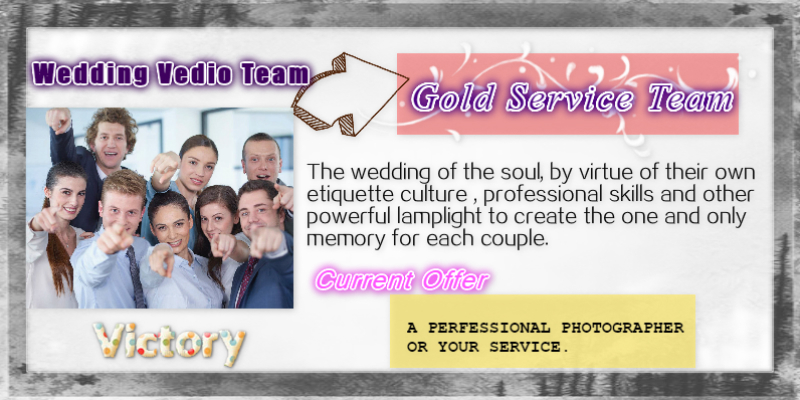 Wedding Vedio Team
Gold Service Team
The wedding of the soul, by virtue of their own
etiquette culture , professional skills and other
powerful lamplight to create the one and only
memory for each couple.
Current Offer
A PERFESSIONAL PHOTOGRAPHER
OR YOUR SERVICE.
Victory